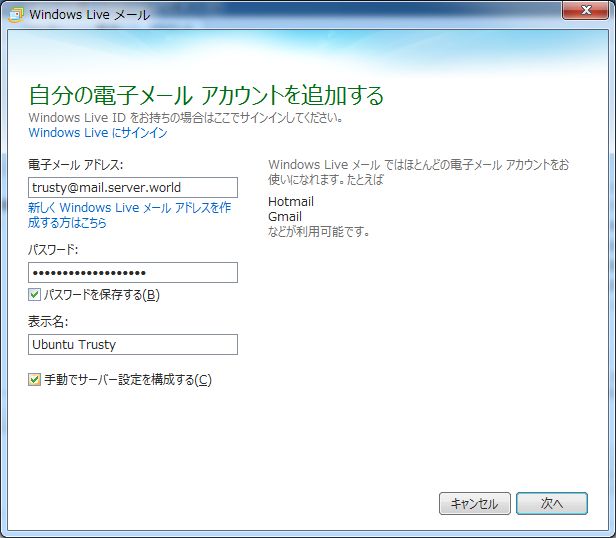 Windows Live メール
自分の電子メール アカウントを追加する
Windows Live ID をお持ちの場合はここでサインインしてください。
Windows Live にサインイン
電子メール アドレス:
trusty@mail.server.world
新しく Windows Live メール アドレスを作
成する方はこちら
パスワード:
•••••••••••••••••••
パスワードを保存する(B)
表示名:
Ubuntu Trusty
手動でサーバー設定を構成する(C)
Windows Live メール ではほとんどの電子メール アカウントをお
使いになれます。たとえば
Hotmail
Gmail
などが利用可能です。
キャンセル
次へ